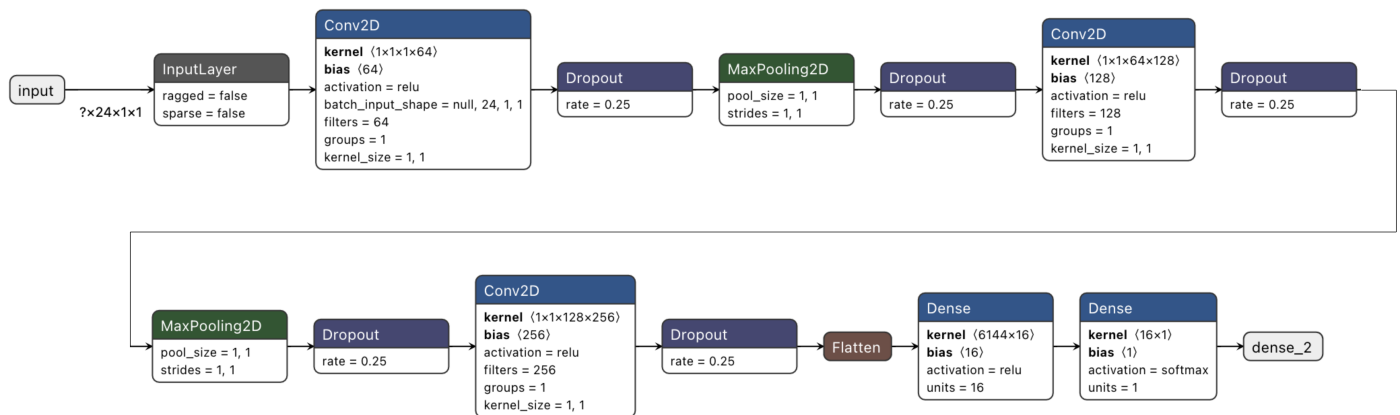 input
?×24×1×1
InputLayer
ragged = false
sparse = false
Conv2D
kernel ⟨1×1×1×64⟩
bias ⟨64⟩
activation = relu
batch_input_shape = null, 24, 1, 1
filters = 64
groups = 1
kernel_size = 1, 1
Dropout
rate = 0.25
MaxPooling2D
pool_size = 1, 1
strides = 1, 1
Dropout
rate = 0.25
Conv2D
kernel ⟨1×1×64×128⟩
bias ⟨128⟩
activation = relu
filters = 128
groups = 1
kernel_size = 1, 1
Dropout
rate = 0.25
MaxPooling2D
pool_size = 1, 1
strides = 1, 1
Dropout
rate = 0.25
Conv2D
kernel ⟨1×1×128×256⟩
bias ⟨256⟩
activation = relu
filters = 256
groups = 1
kernel_size = 1, 1
Dropout
rate = 0.25
Flatten
Dense
kernel ⟨6144×16⟩
bias ⟨16⟩
activation = relu
units = 16
Dense
kernel ⟨16×1⟩
bias ⟨1⟩
activation = softmax
units = 1
dense_2